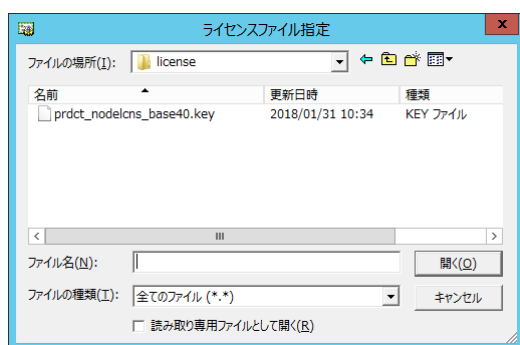 ライセンスファイル指定
x
ファイルの場所(I): license
名前 更新日時 種類
prdct_nodelcns_base40.key 2018/01/31 10:34 KEY ファイル
ファイル名(N): 開く(O)
ファイルの種類(T): 全てのファイル (*.*) キャンセル
読み取り専用ファイルとして開く(R)